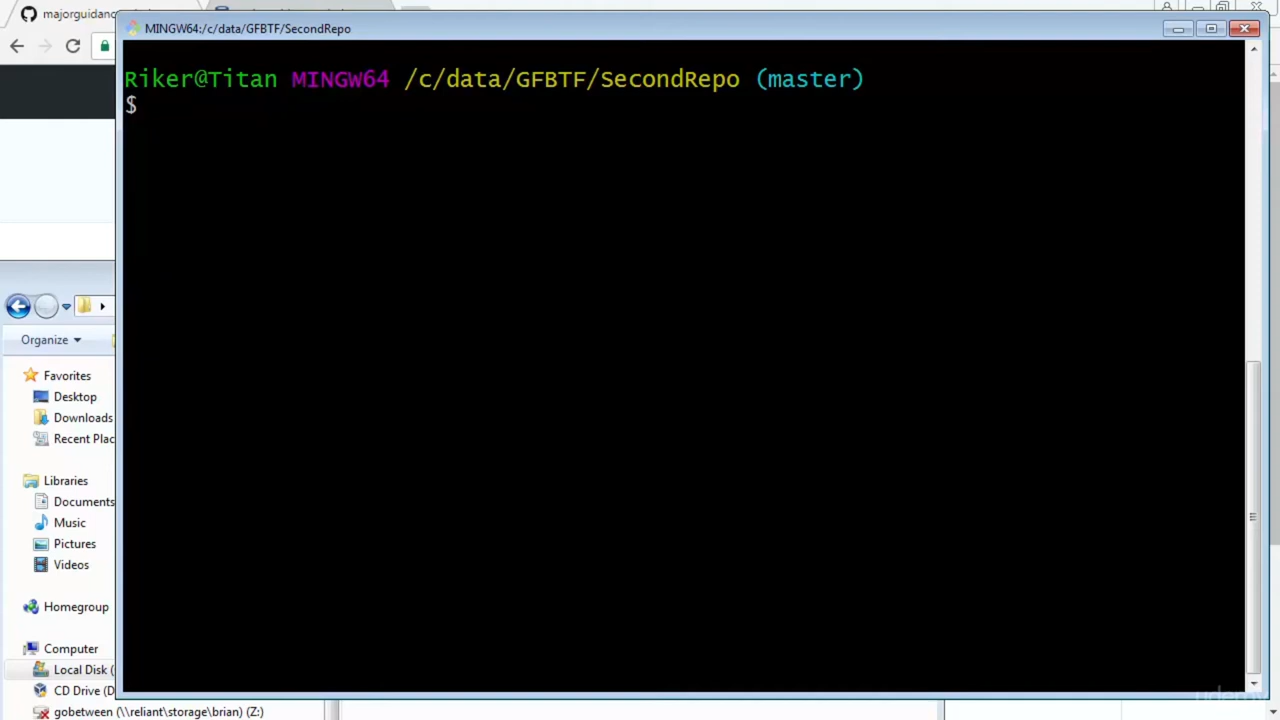 majorguidanc
MINGW64:/c/data/GFBTF/SecondRepo
Riker@Titan MINGW64 /c/data/GFBTF/SecondRepo (master)
$
Organize
Favorites
Desktop
Downloads
Recent Plac
Libraries
Documents
Music
Pictures
Videos
Homegroup
Computer
Local Disk (
CD Drive (D
gobetween (\\reliant\storage\brian) (Z:)
udemy